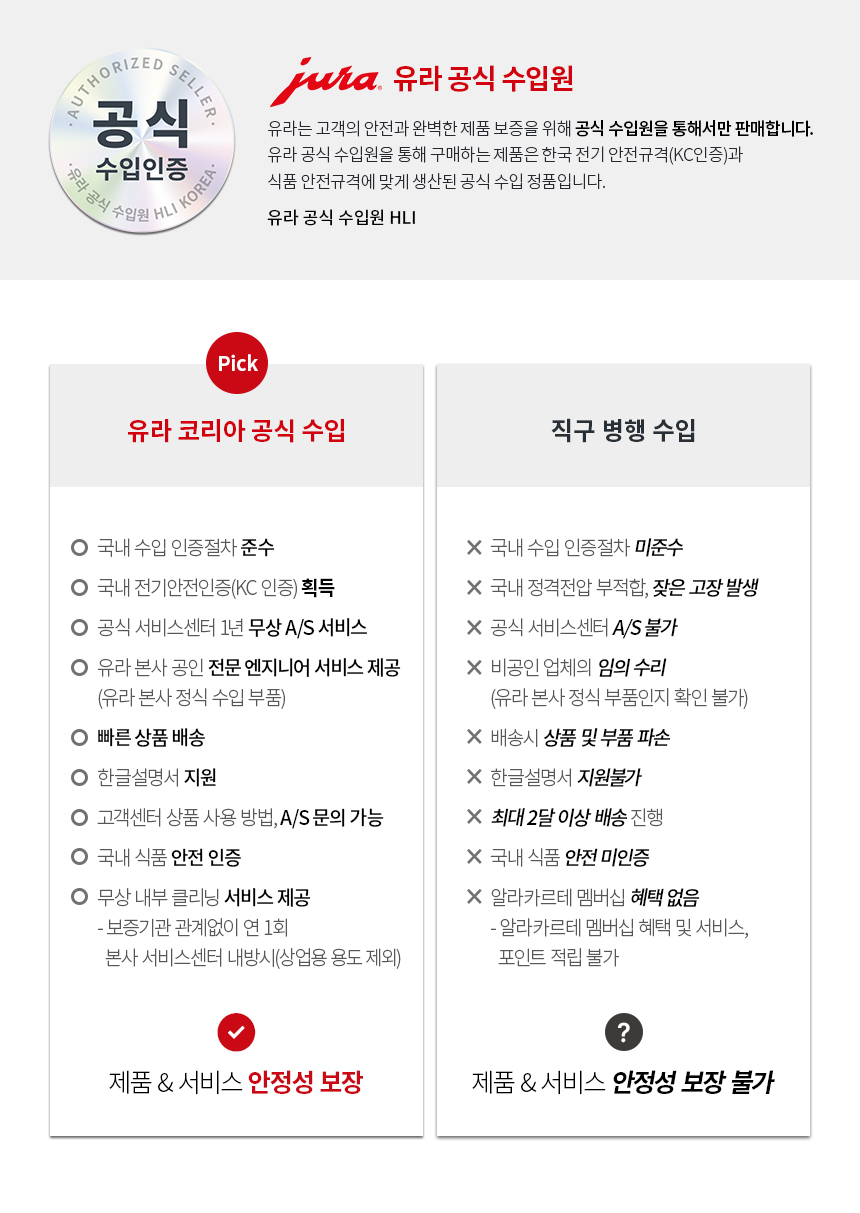 · AUTHORIZED SELLER ·
공식
수입인증
· 유라 공식 수입원 HLI KOREA ·
jura® 유라 공식 수입원
유라는 고객의 안전과 완벽한 제품 보증을 위해 공식 수입원을 통해서만 판매합니다.
유라 공식 수입원을 통해 구매하는 제품은 한국 전기 안전규격(KC인증)과
식품 안전규격에 맞게 생산된 공식 수입 정품입니다.
유라 공식 수입원 HLI
Pick
유라 코리아 공식 수입
국내 수입 인증절차 준수
국내 전기안전인증(KC 인증) 획득
공식 서비스센터 1년 무상 A/S 서비스
유라 본사 공인 전문 엔지니어 서비스 제공
(유라 본사 정식 수입 부품)
빠른 상품 배송
한글설명서 지원
고객센터 상품 사용 방법, A/S 문의 가능
국내 식품 안전 인증
무상 내부 클리닝 서비스 제공
- 보증기관 관계없이 연 1회
본사 서비스센터 내방시(상업용 용도 제외)
제품 & 서비스 안정성 보장
직구 병행 수입
국내 수입 인증절차 미준수
국내 정격전압 부적합, 잦은 고장 발생
공식 서비스센터 A/S 불가
비공인 업체의 임의 수리
(유라 본사 정식 부품인지 확인 불가)
배송시 상품 및 부품 파손
한글설명서 지원불가
최대 2달 이상 배송 진행
국내 식품 안전 미인증
알라카르테 멤버십 혜택 없음
- 알라카르테 멤버십 혜택 및 서비스,
포인트 적립 불가
?
제품 & 서비스 안정성 보장 불가